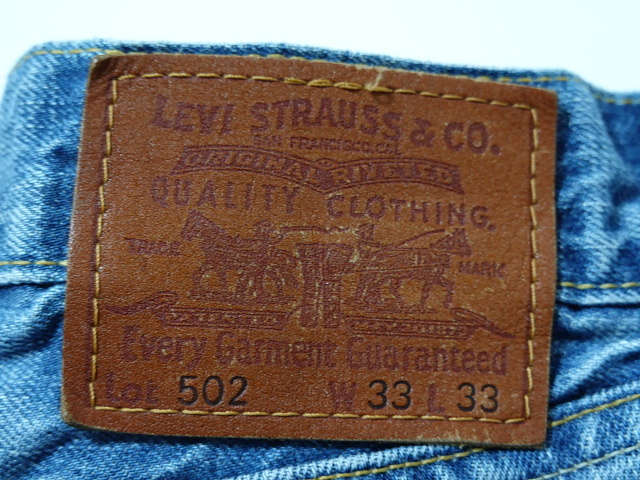 LEVI STRAUSS & CO.
SAN FRANCISCO, CAL.
ORIGINAL RIVETED
QUALITY CLOTHING.
TRADE MARK
Every Garment Guaranteed
Lot 502 W 33 L 33